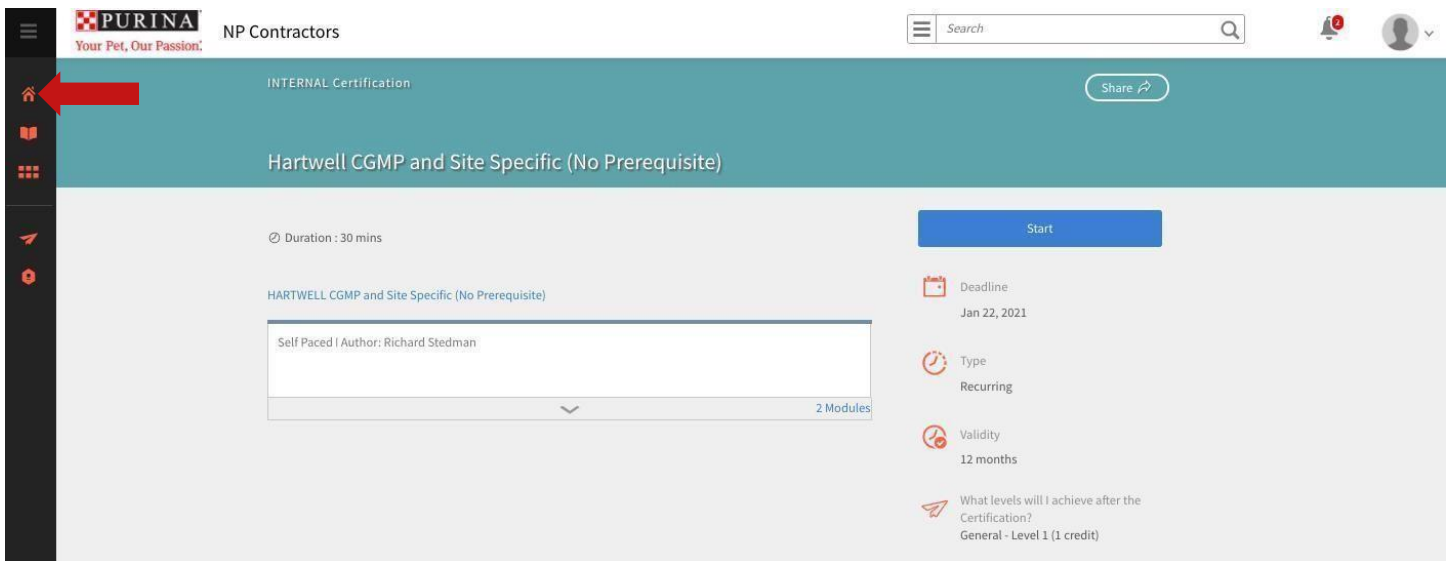 PURINA
Your Pet, Our Passion.
NP Contractors
Search
2
INTERNAL Certification
Share
Hartwell CGMP and Site Specific (No Prerequisite)
Duration : 30 mins
HARTWELL CGMP and Site Specific (No Prerequisite)
Self Paced | Author: Richard Stedman
2 Modules
Start
Deadline
Jan 22, 2021
Type
Recurring
Validity
12 months
What levels will I achieve after the
Certification?
General - Level 1 (1 credit)